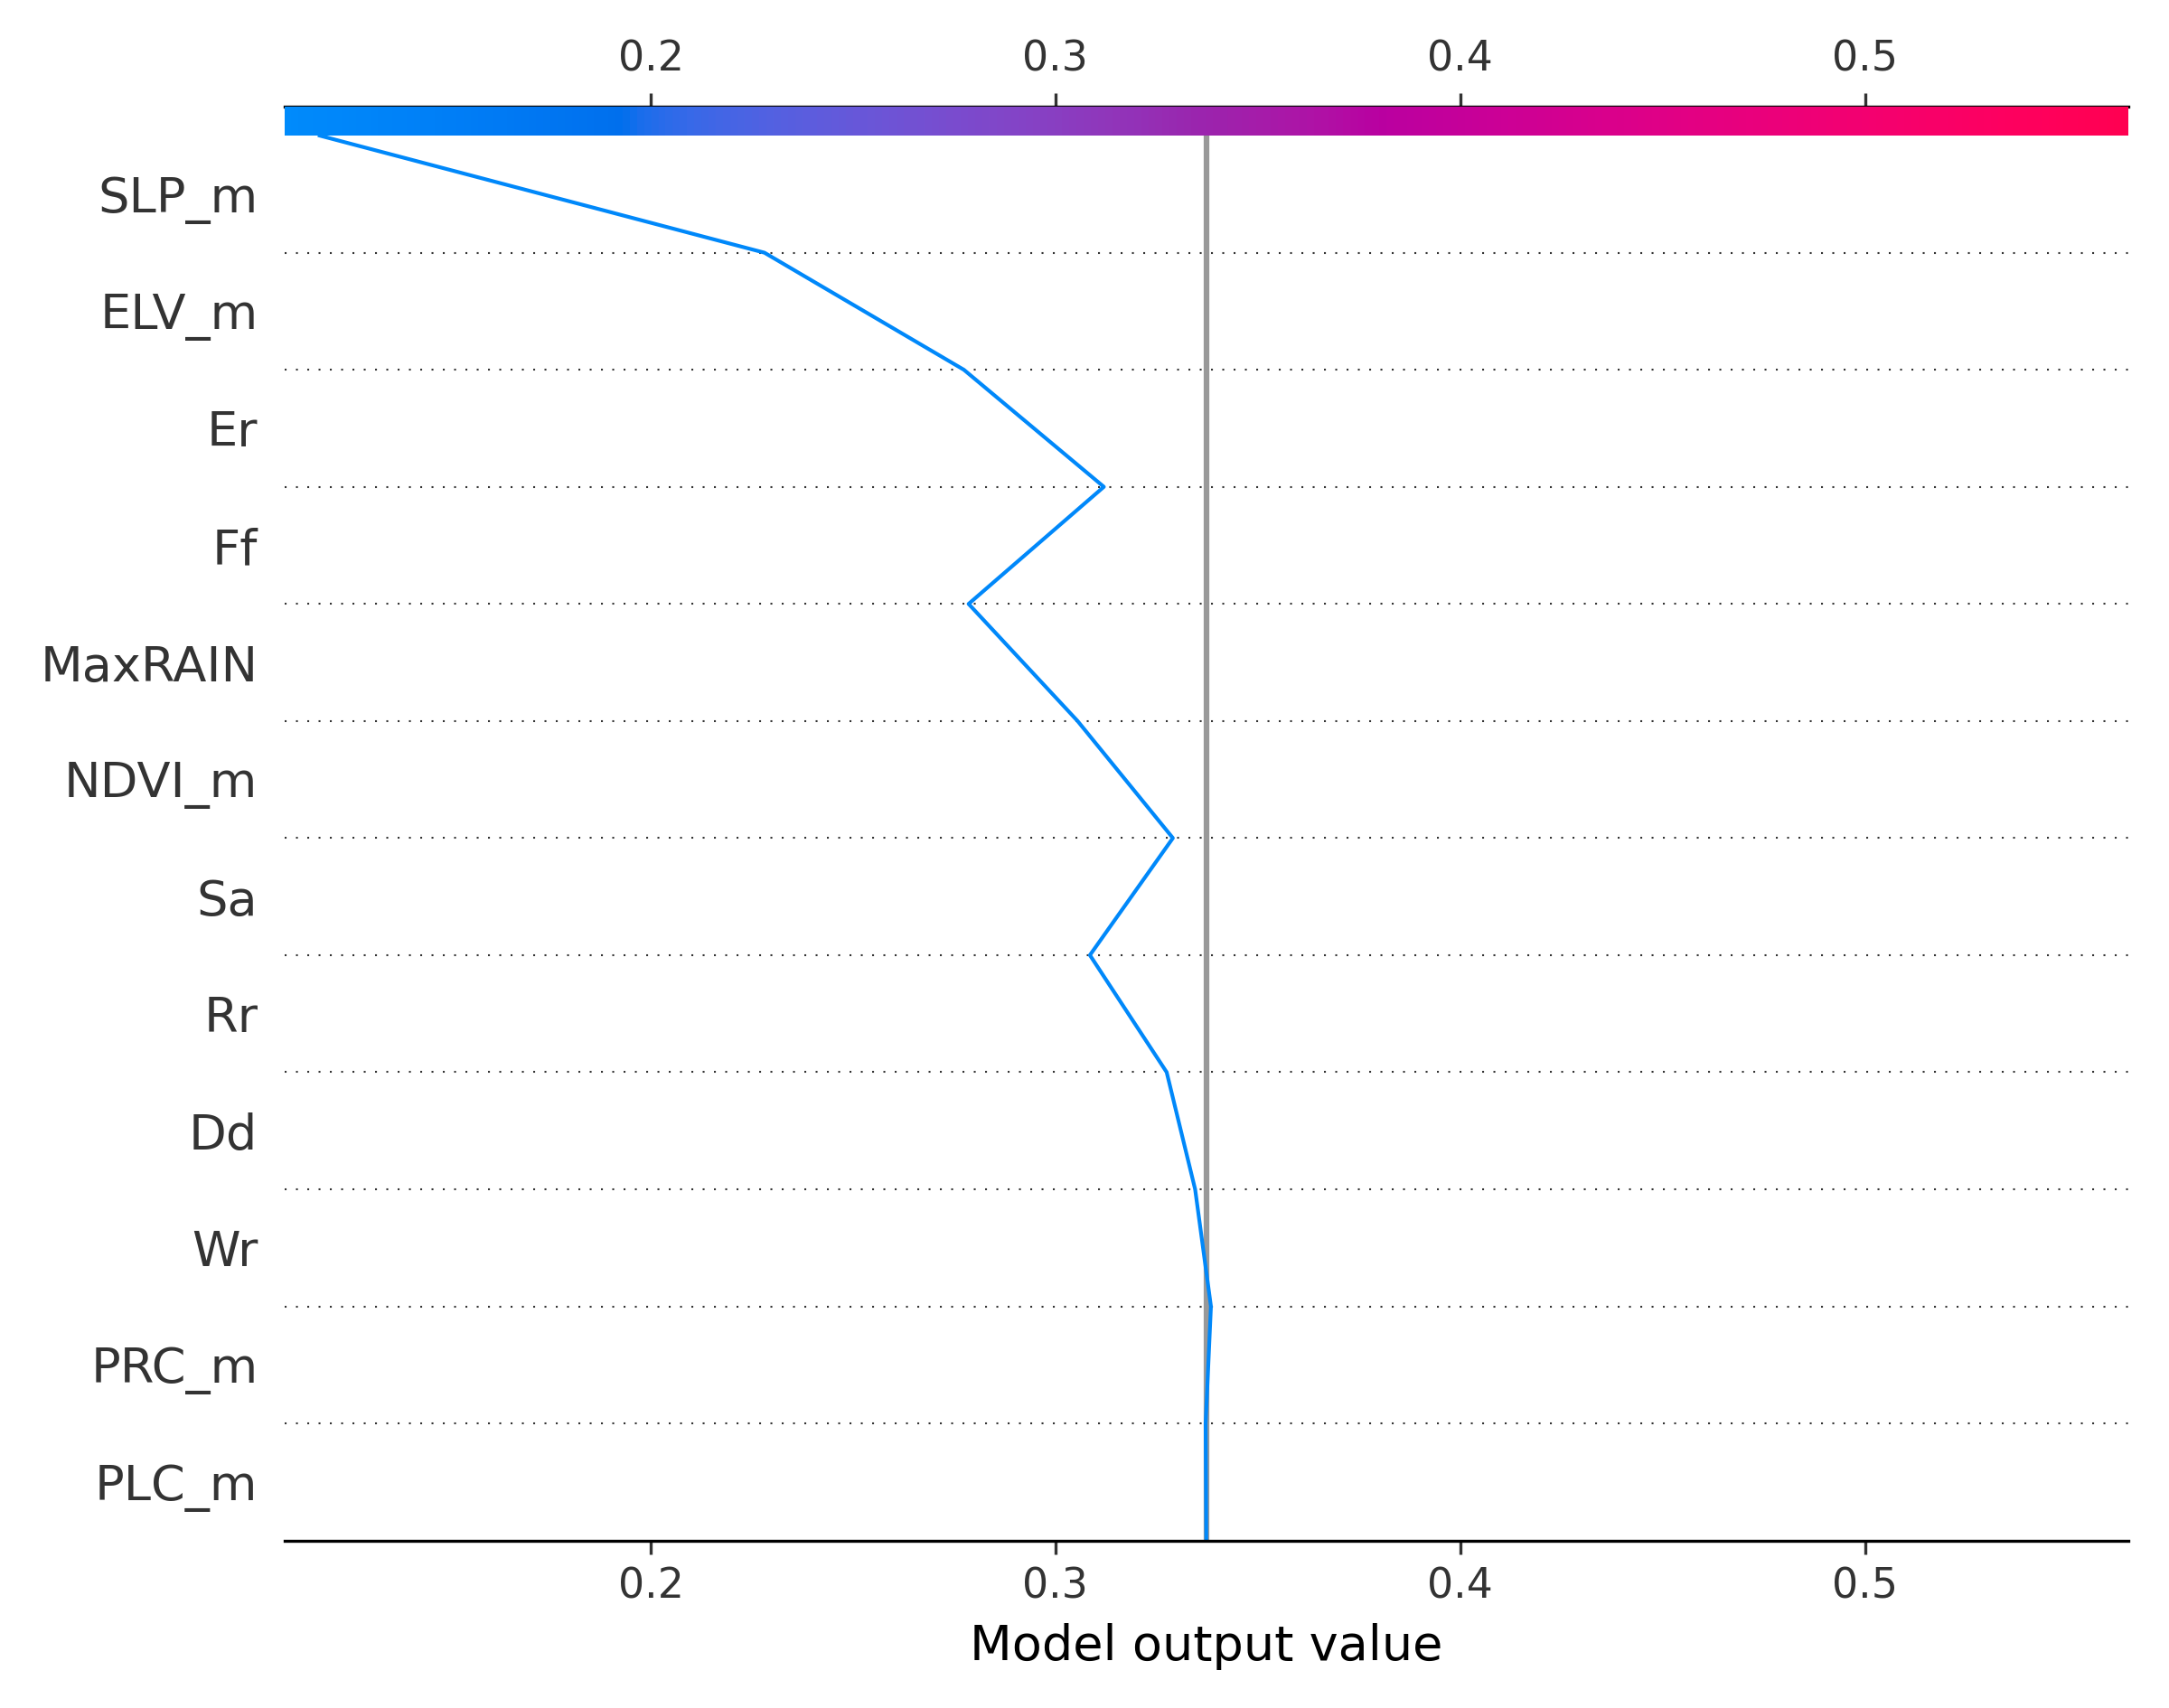 0.2 0.3 0.4 0.5
SLP_m
ELV_m
Er
Ff
MaxRAIN
NDVI_m
Sa
Rr
Dd
Wr
PRC_m
PLC_m
0.2 0.3 0.4 0.5
Model output value